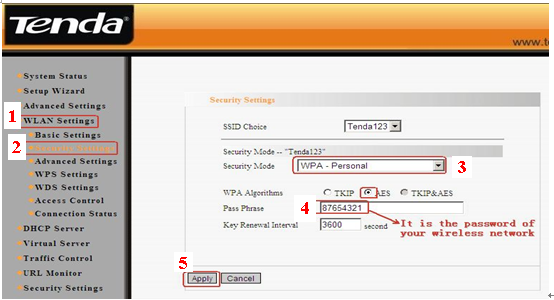 Tenda
www.t
System Status
Setup Wizard
Advanced Settings
1 WLAN Settings
Basic Settings
2 Security Settings
Advanced Settings
WPS Settings
WDS Settings
Access Control
Connection Status
DHCP Server
Virtual Server
Traffic Control
URL Monitor
Security Settings
Security Settings
SSID Choice Tenda123
Security Mode -- "Tenda123"
Security Mode WPA - Personal 3
WPA Algorithms TKIP AES TKIP&AES
4 Pass Phrase 87654321
It is the password of
your wireless network
Key Renewal Interval 3600 second
5
Apply Cancel